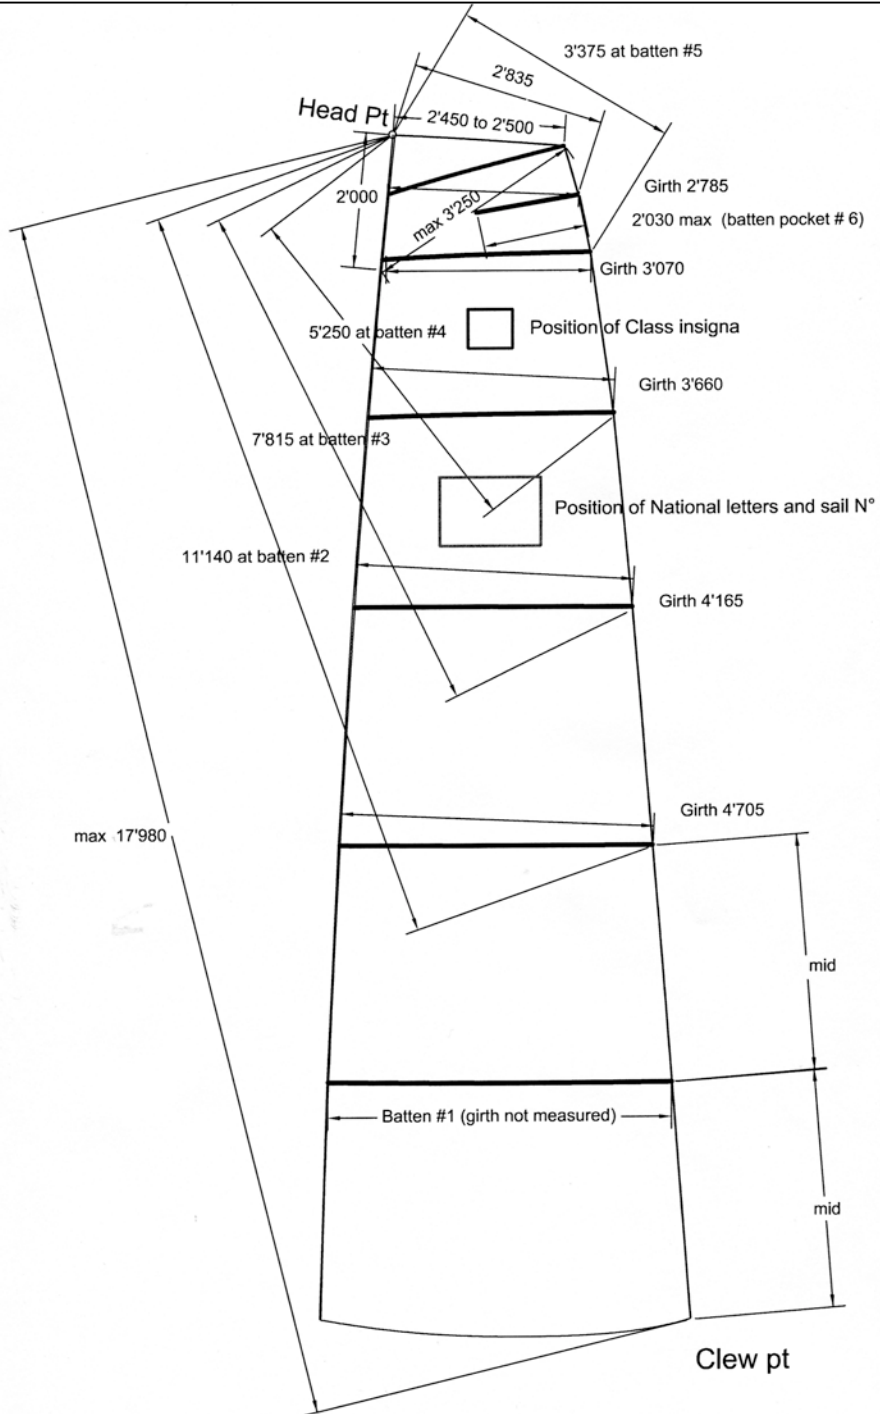 3'375 at batten #5
2'835
Head Pt
2'450 to 2'500
2'000
max 3'250
Girth 2'785
2'030 max (batten pocket # 6)
Girth 3'070
5'250 at batten #4
Position of Class insigna
Girth 3'660
7'815 at batten #3
Position of National letters and sail N°
11'140 at batten #2
Girth 4'165
max 17'980
Girth 4'705
mid
Batten #1 (girth not measured)
mid
Clew pt